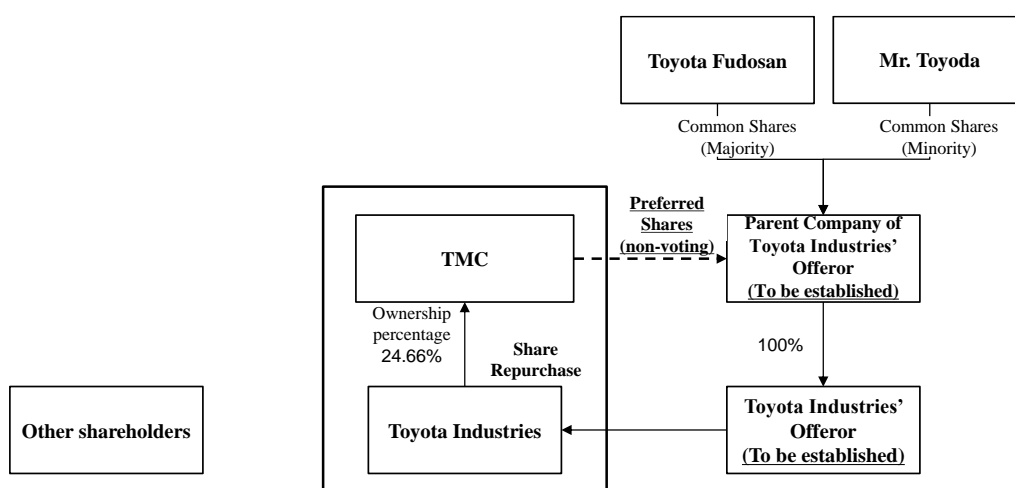 Toyota Fudosan
Mr. Toyoda
Common Shares
(Majority)
Common Shares
(Minority)
Preferred
Shares
(non-voting)
TMC
Parent Company of
Toyota Industries’
Offeror
(To be established)
Ownership
percentage
24.66%
Share
Repurchase
100%
Other shareholders
Toyota Industries
Toyota Industries’
Offeror
(To be established)